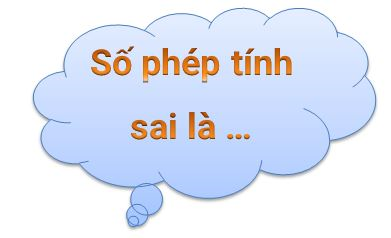 Số phép tính
sai là ...